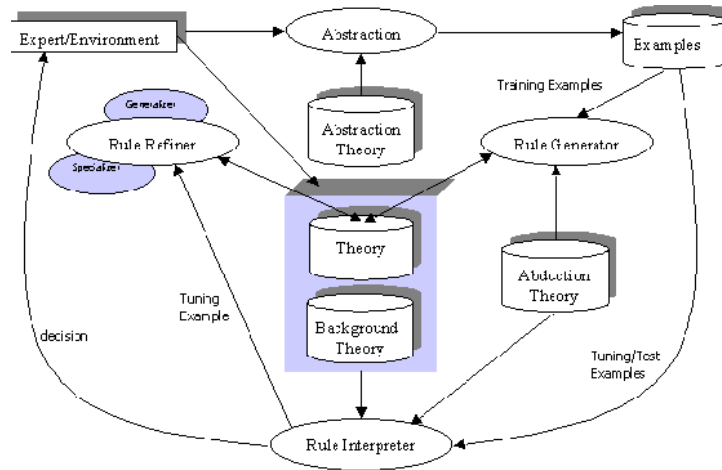 Expert/Environment
Abstraction
Examples
Training Examples
Generalizer
Rule Refiner
Specializer
Abstraction
Theory
Rule Generator
Theory
Abduction
Theory
Tuning
Example
Background
Theory
decision
Tuning/Test
Examples
Rule Interpreter